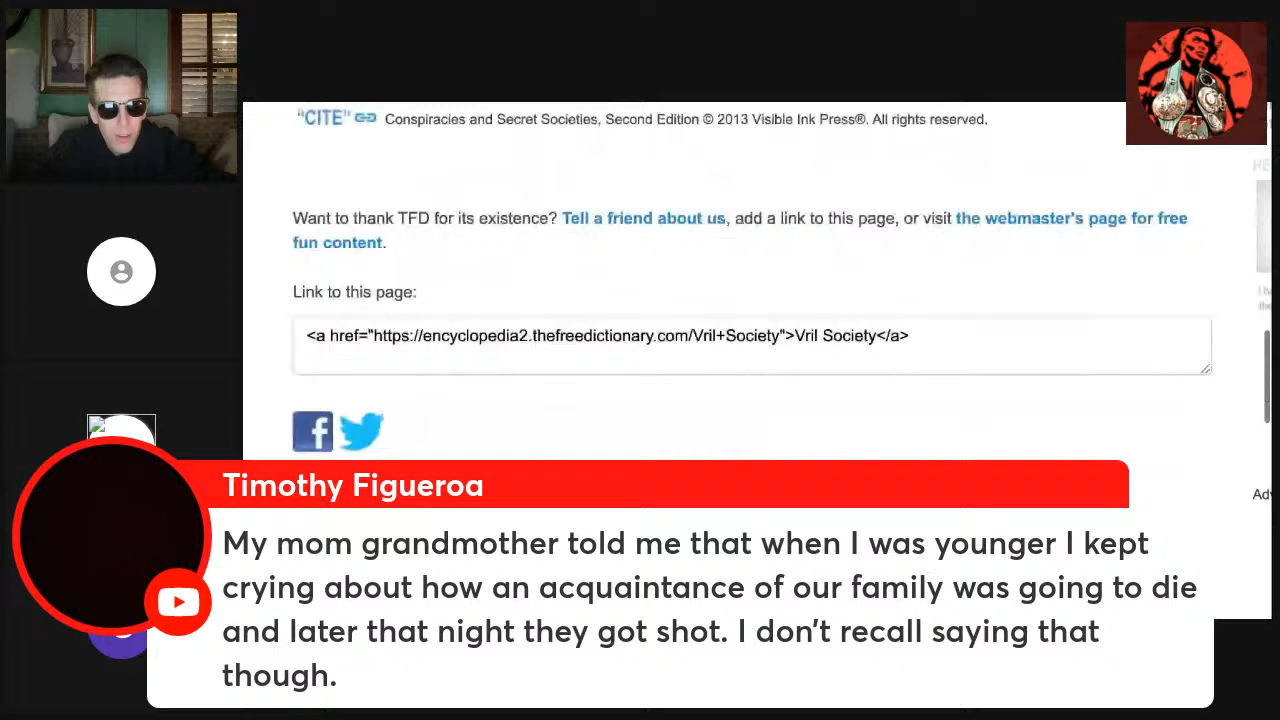 "CITE" Conspiracies and Secret Societies, Second Edition © 2013 Visible Ink Press®. All rights reserved.
Want to thank TFD for its existence? Tell a friend about us, add a link to this page, or visit the webmaster's page for free
fun content.
Link to this page:
<a href="https://encyclopedia2.thefreedictionary.com/Vril+Society">Vril Society</a>
Timothy Figueroa
My mom grandmother told me that when I was younger I kept
crying about how an acquaintance of our family was going to die
and later that night they got shot. I don't recall saying that
though.